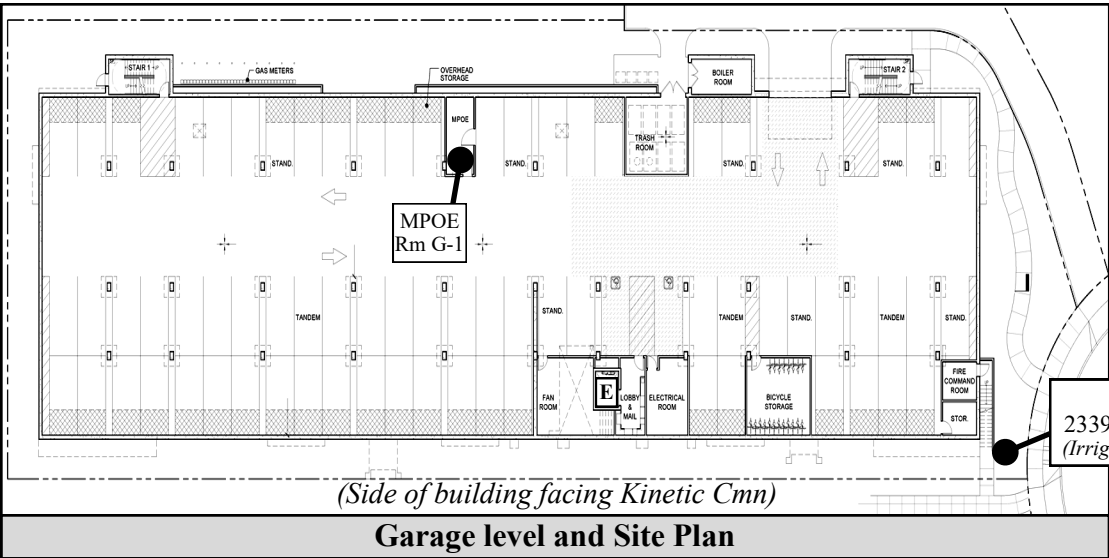 STAIR 1
GAS METERS
OVERHEAD
STORAGE
BOILER
ROOM
STAIR 2
MPOE
TRASH
ROOM
STAND.
STAND.
STAND.
STAND.
MPOE
Rm G-1
TANDEM
STAND.
TANDEM
STAND.
TANDEM
STAND.
FAN
ROOM
E
LOBBY
&
MAIL
ELECTRICAL
ROOM
BICYCLE
STORAGE
FIRE
COMMAND
ROOM
STOR.
2339
(Irrig
(Side of building facing Kinetic Cmn)
Garage level and Site Plan